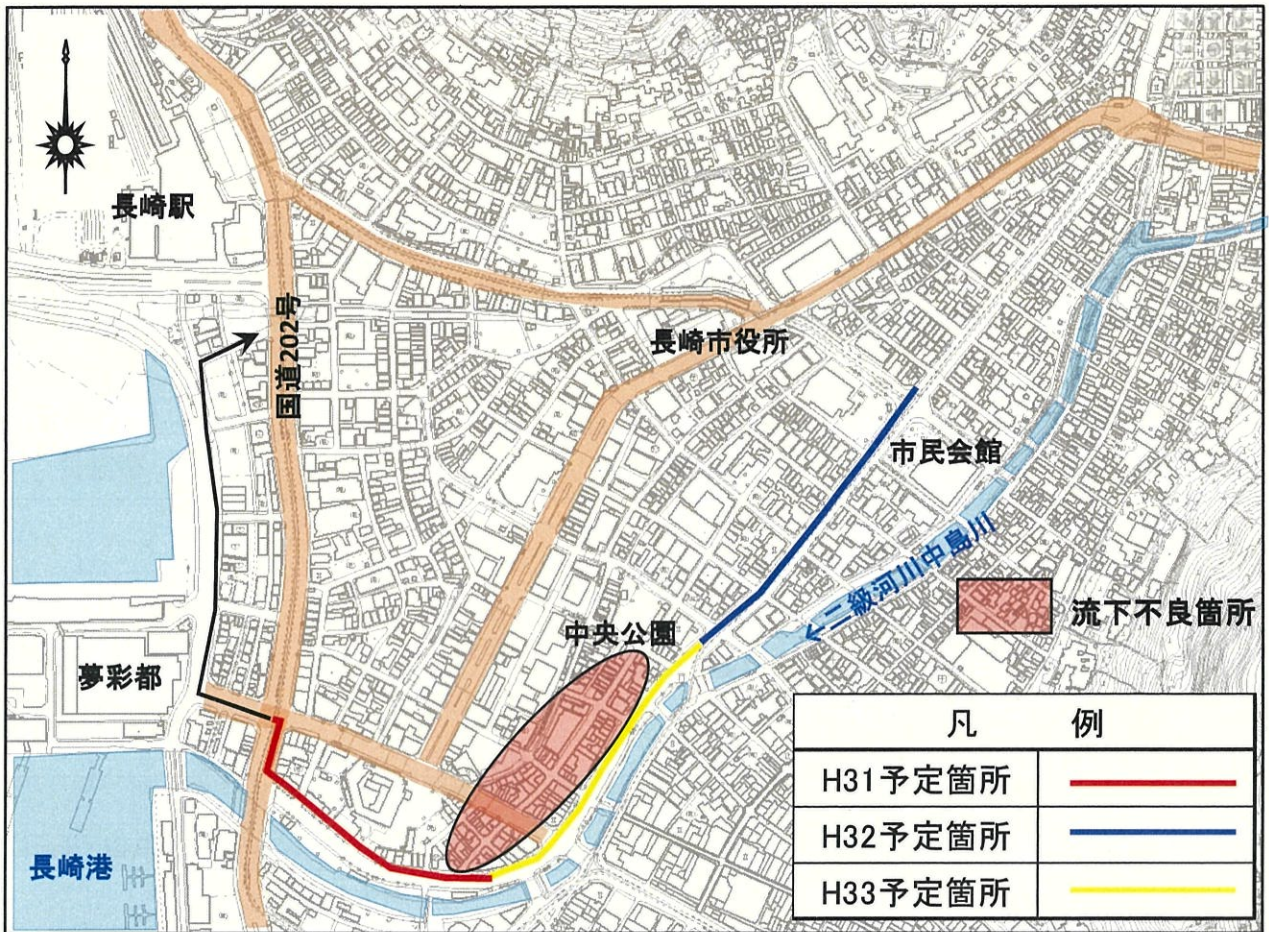 長崎駅
国道202号
長崎市役所
市民会館
←二級河川中島川
流下不良箇所
中央公園
夢彩都
長崎港
凡 例
H31予定箇所
H32予定箇所
H33予定箇所